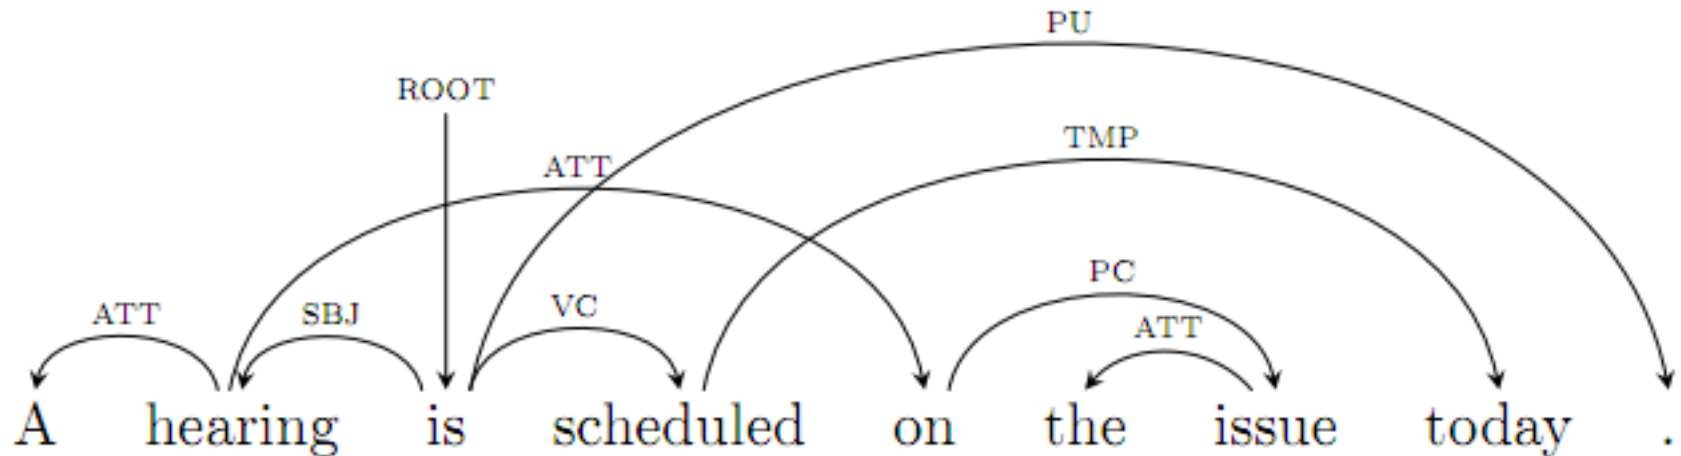 PU
ROOT
TMP
ATT
PC
ATT SBJ VC ATT
A hearing is scheduled on the issue today .